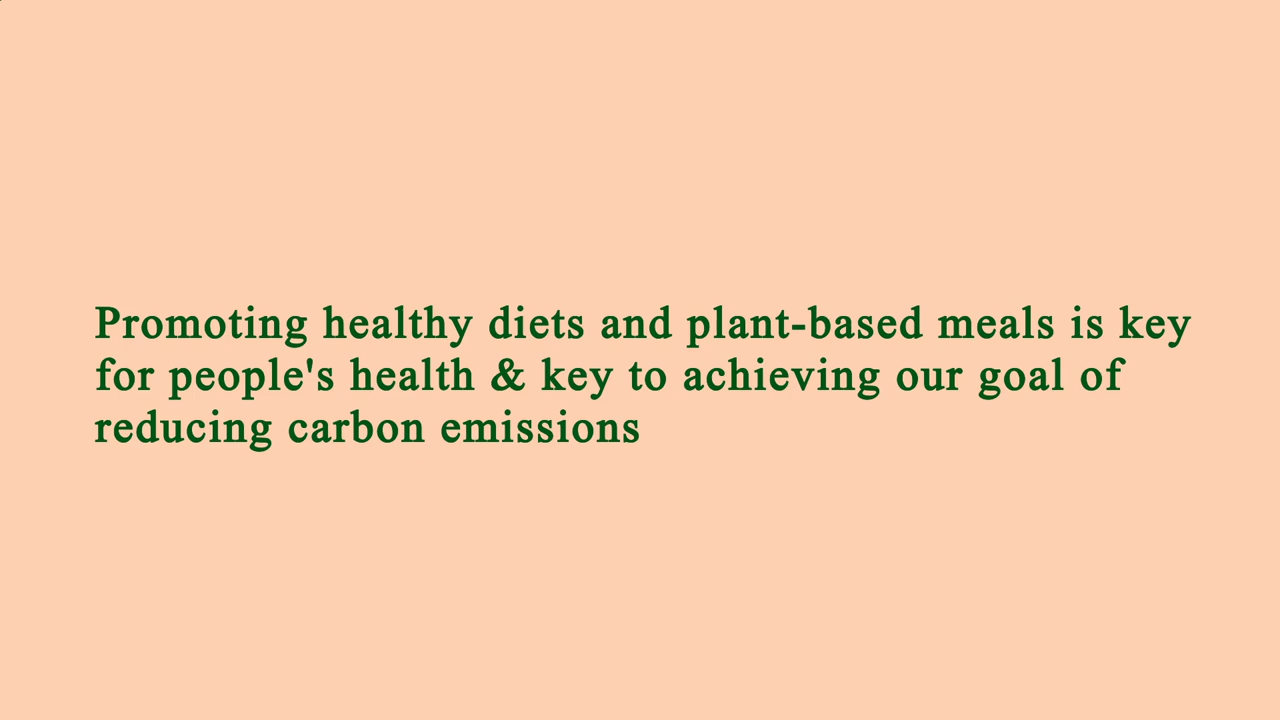 Promoting healthy diets and plant-based meals is key
for people's health & key to achieving our goal of
reducing carbon emissions